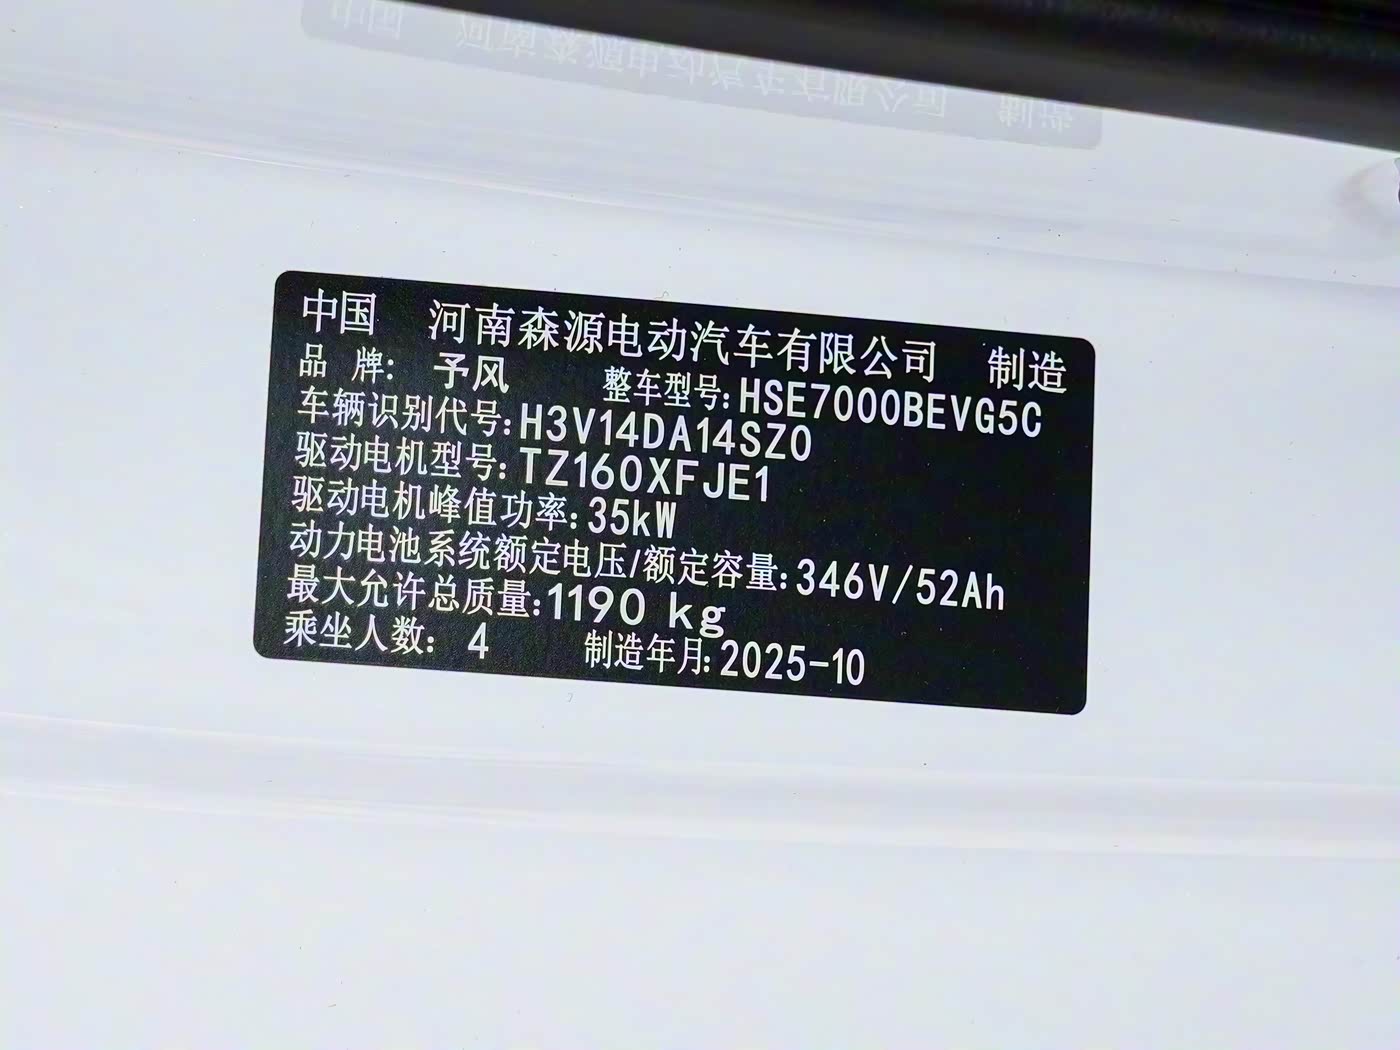 中国 河南森源电动汽车有限公司 制造
品 牌: 予风 整车型号:HSE7000BEVG5C
车辆识别代号:H3V14DA14SZ0
驱动电机型号:TZ160XFJE1
驱动电机峰值功率:35kW
动力电池系统额定电压/额定容量:346V/52Ah
最大允许总质量:1190 kg
乘坐人数: 4 制造年月:2025-10